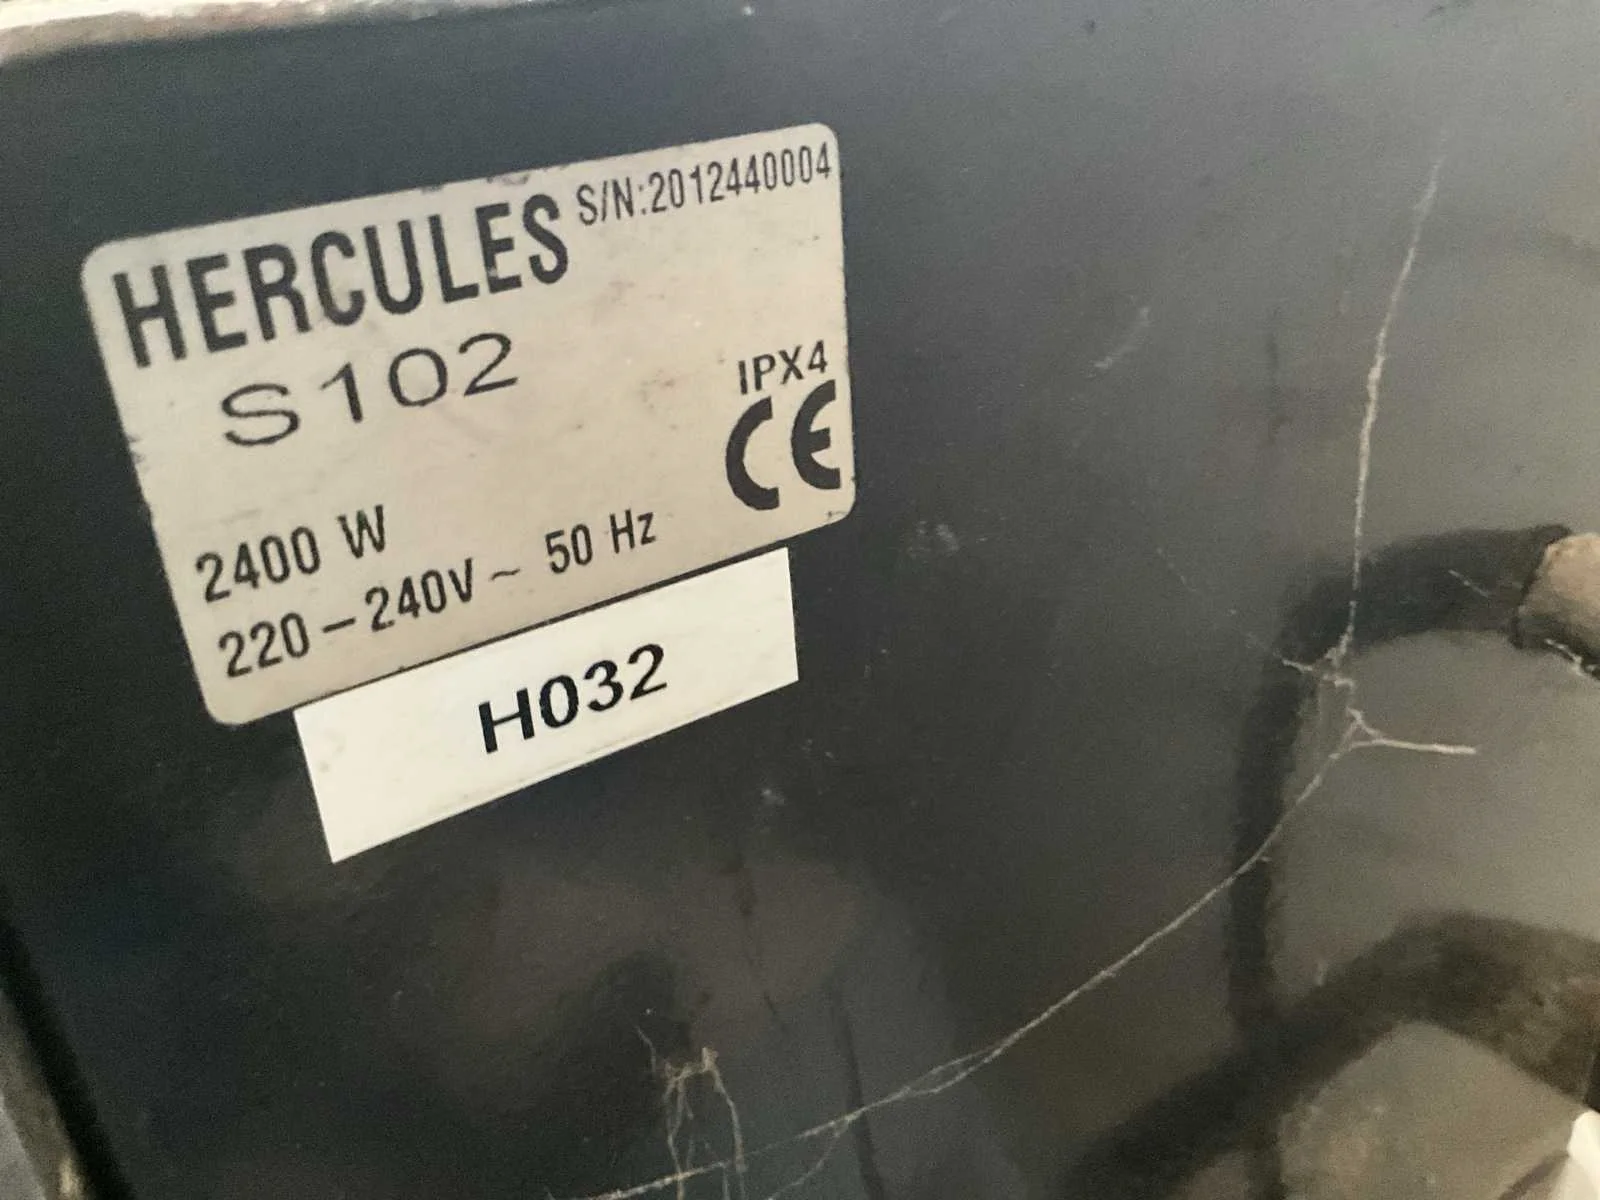 HERCULES S/N:2012440004
S102
IPX4
CE
2400 W
220-240V ~ 50 Hz
H032